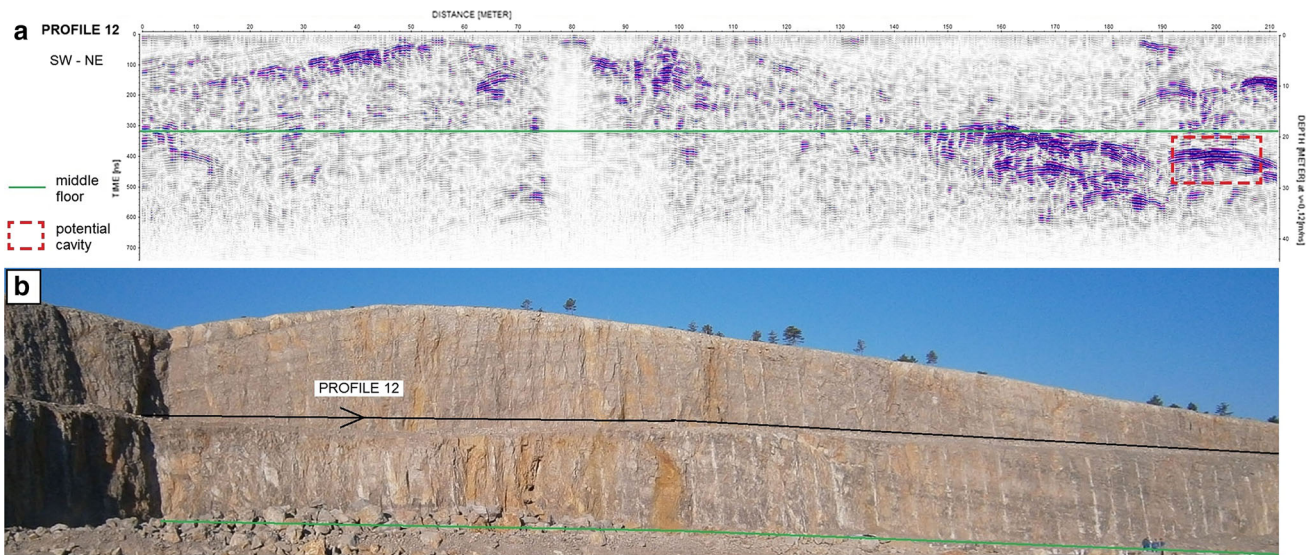 DISTANCE [METER]
a PROFILE 12
SW - NE
0 10 20 30 40 50 60 70 80 90 100 110 120 130 140 150 160 170 180 190 200 210
0
100
200
300
400
500
600
700
TIME [ns]
0
10
20
30
40
DEPTH [METER] at v=0,12[m/ns]
middle
floor
potential
cavity
b
PROFILE 12